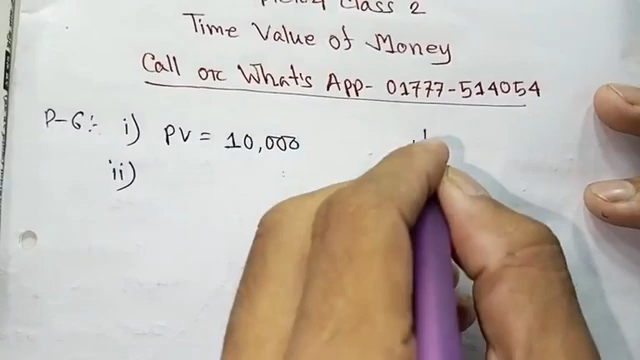 Class 2
Time Value of Money
Call or What's App- 01777-514054
P-6:- i) PV = 10,000
ii)